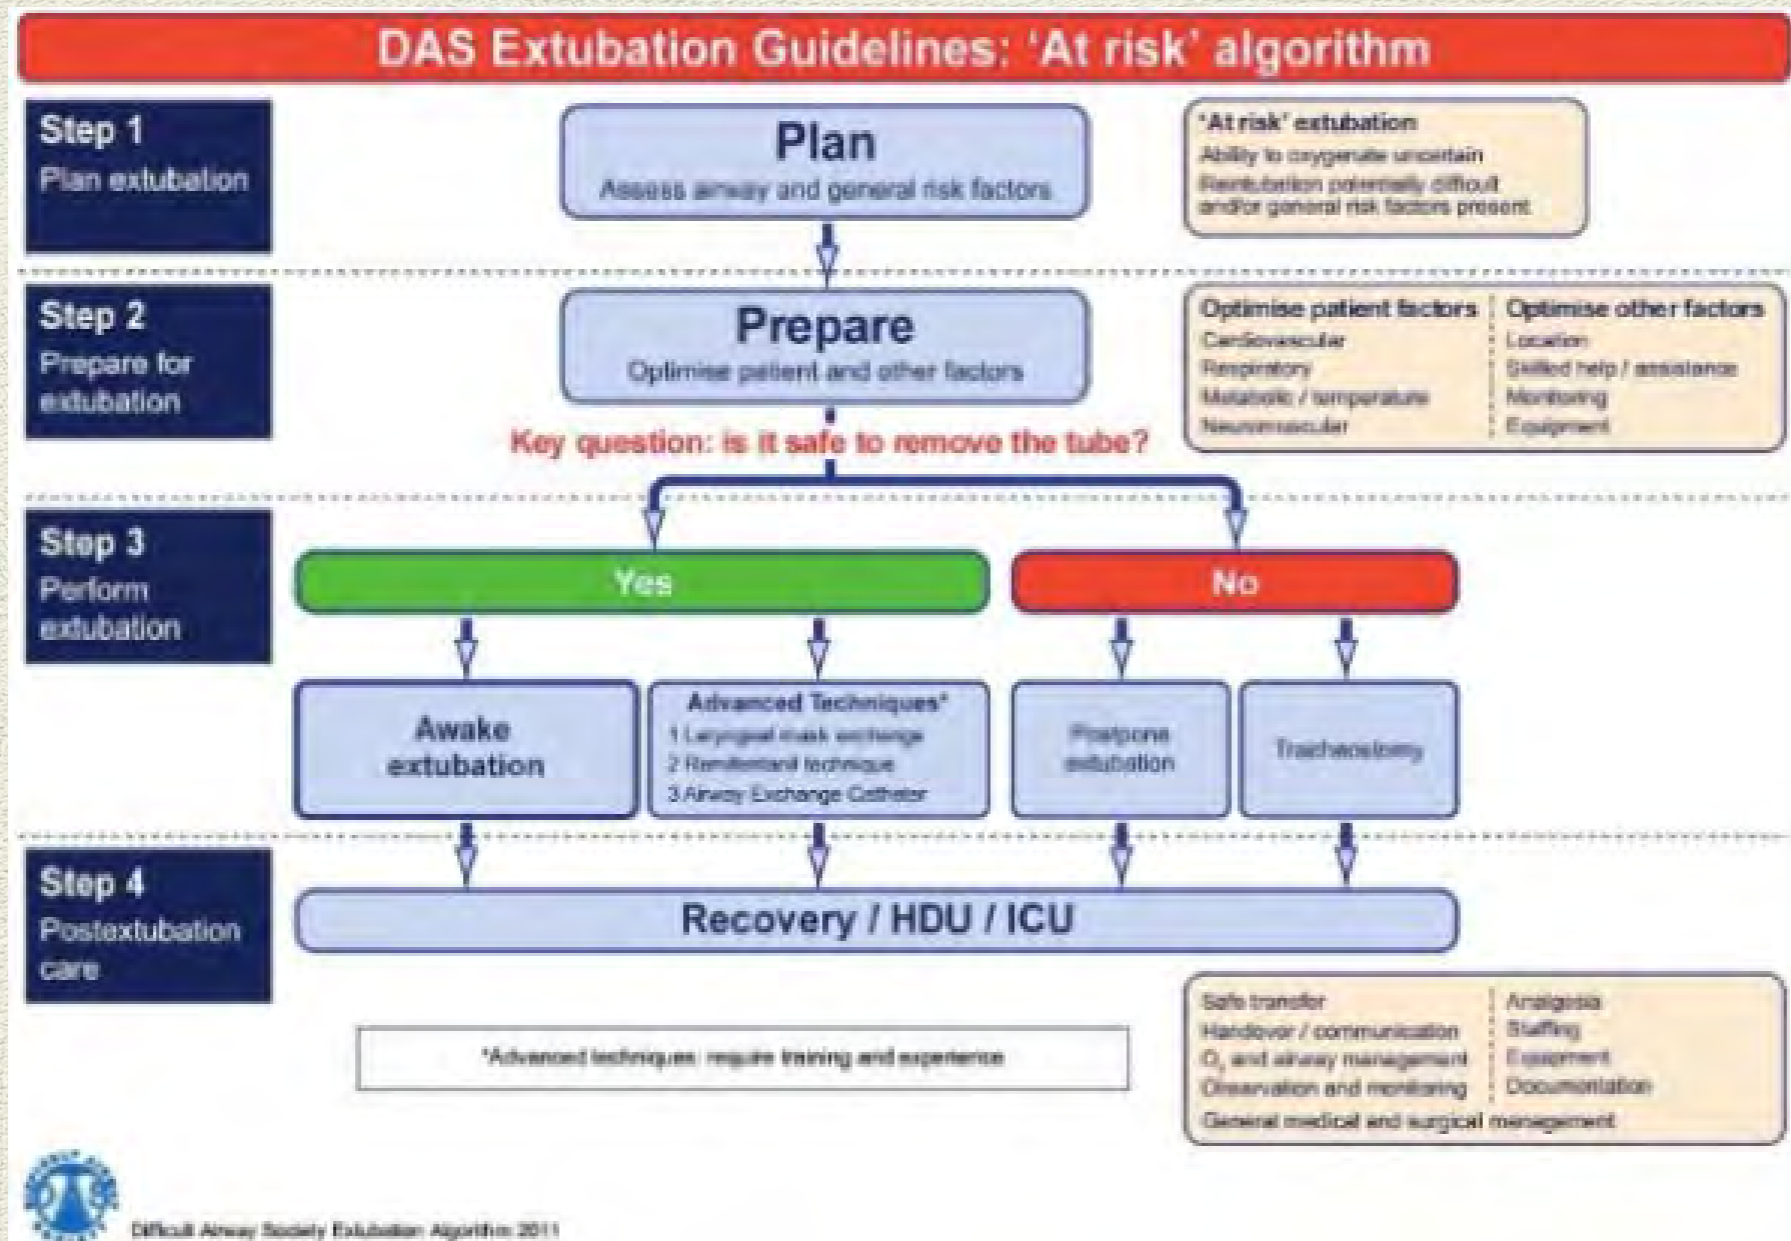 DAS Extubation Guidelines: ‘At risk’ algorithm
Step 1
Plan extubation
Plan
Assess airway and general risk factors
‘At risk’ extubation
Ability to oxygenate uncertain
Reintubation potentially difficult
and/or general risk factors present
Step 2
Prepare for
extubation
Prepare
Optimise patient and other factors
Optimise patient factors
Cardiovascular
Respiratory
Metabolic / temperature
Neuromuscular
Optimise other factors
Location
Skilled help / assistance
Monitoring
Equipment
Key question: is it safe to remove the tube?
Step 3
Perform
extubation
Yes
No
Awake
extubation
Advanced Techniques*
1 Laryngeal mask exchange
2 Remifentanil technique
3 Airway Exchange Catheter
Postpone
extubation
Tracheostomy
Step 4
Postextubation
care
Recovery / HDU / ICU
*Advanced techniques: require training and experience
Safe transfer
Handover / communication
O₂ and airway management
Observation and monitoring
Analgesia
Staffing
Equipment
Documentation
General medical and surgical management
DIFFICULT AIRWAY SOCIETY
Difficult Airway Society Extubation Algorithm 2011